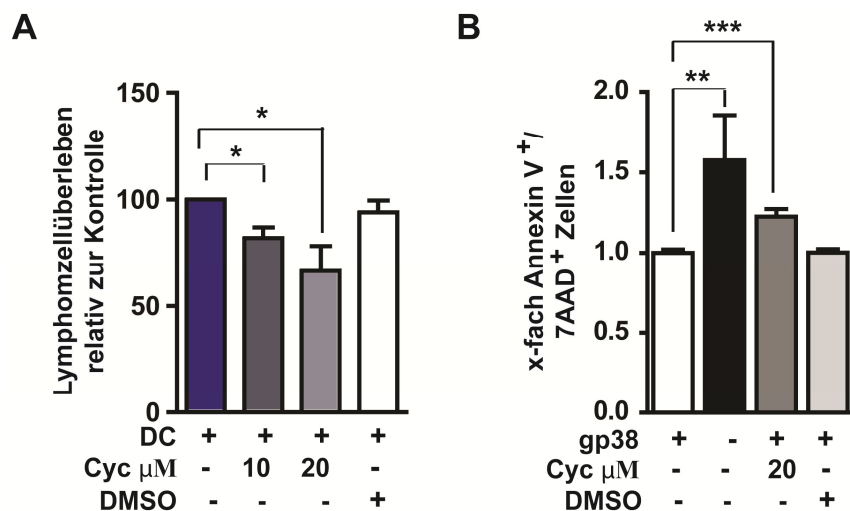 A
Lymphomzellüberleben
relativ zur Kontrolle
150
100
50
0
*
*
DC + + + +
Cyc µM - 10 20 -
DMSO - - - +
B
x-fach Annexin V +/
7AAD+ Zellen
2.0
1.5
1.0
0.5
0.0
***
**
gp38 + - + +
Cyc µM - - 20 -
DMSO - - - +